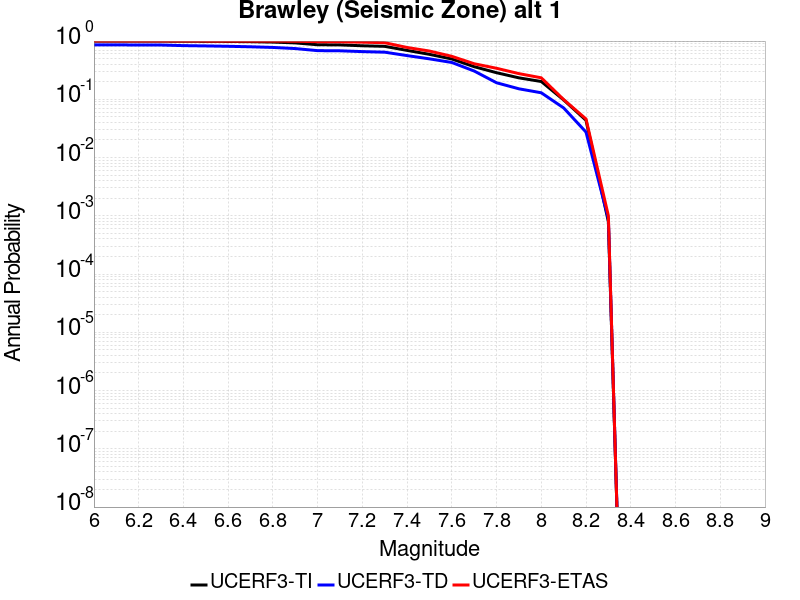 Brawley (Seismic Zone) alt 1
10^0
10^-1
10^-2
10^-3
10^-4
10^-5
10^-6
10^-7
10^-8
Annual Probability
6 6.2 6.4 6.6 6.8 7 7.2 7.4 7.6 7.8 8 8.2 8.4 8.6 8.8 9
Magnitude
UCERF3-TI UCERF3-TD UCERF3-ETAS